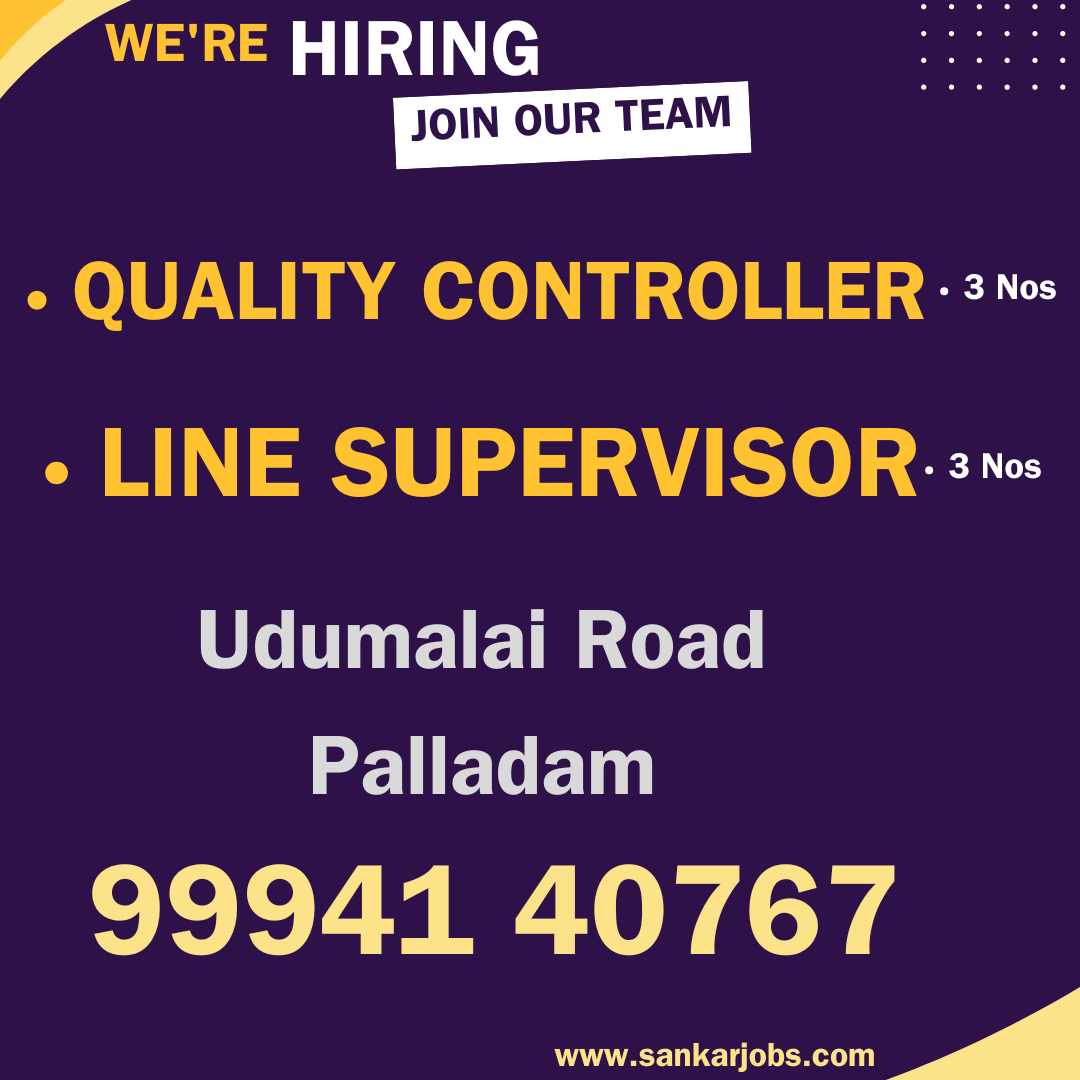 WE'RE HIRING
JOIN OUR TEAM
• QUALITY CONTROLLER • 3 Nos
• LINE SUPERVISOR • 3 Nos
Udumalai Road
Palladam
99941 40767
www.sankarjobs.com